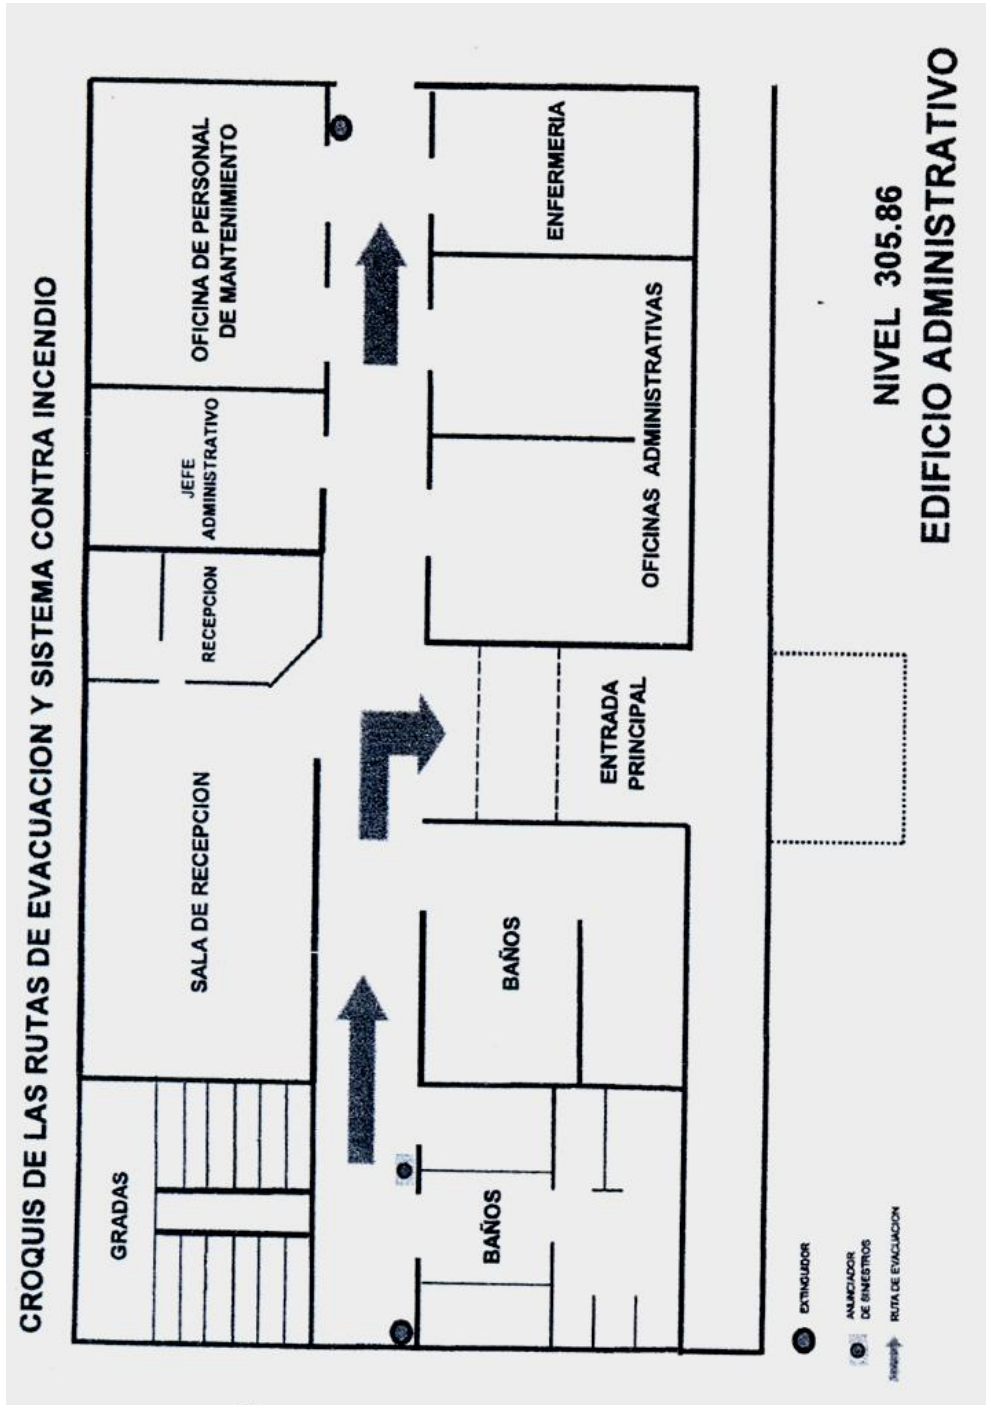 CROQUIS DE LAS RUTAS DE EVACUACION Y SISTEMA CONTRA INCENDIO
GRADAS
SALA DE RECEPCION
RECEPCION
JEFE
ADMINISTRATIVO
OFICINA DE PERSONAL
DE MANTENIMIENTO
BAÑOS
BAÑOS
ENTRADA
PRINCIPAL
OFICINAS ADMINISTRATIVAS
ENFERMERIA
EXTINGUIDOR
ANUNCIADOR
DE SINIESTROS
RUTA DE EVACUACION
NIVEL 305.86
EDIFICIO ADMINISTRATIVO